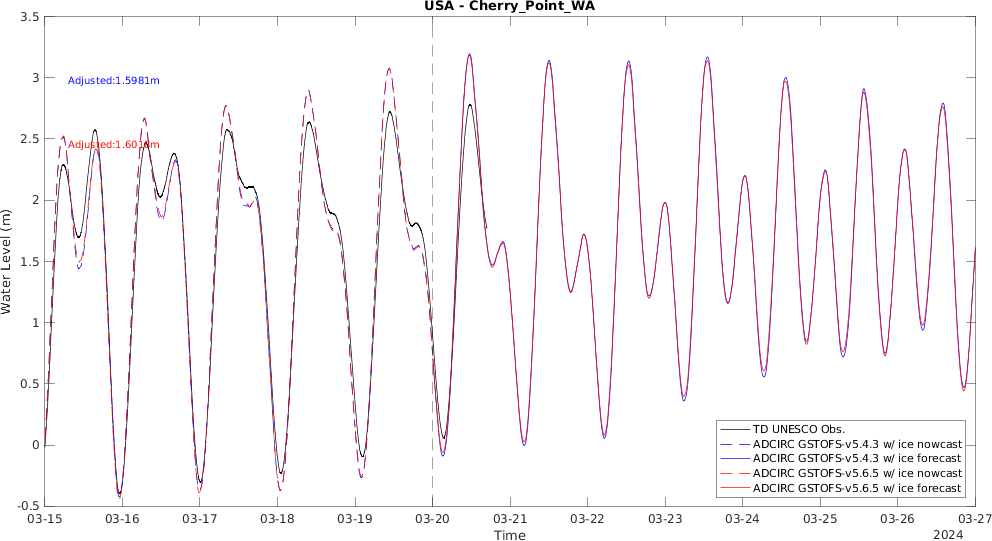 USA - Cherry_Point_WA
3.5
3
2.5
2
1.5
1
0.5
0
-0.5
Water Level (m)
Adjusted:1.5981m
03-15
03-16
03-17
03-18
03-19
03-20
03-21
03-22
03-23
03-24
03-25
03-26
03-27
Time
2024
TD UNESCO Obs.
ADCIRC GSTOFS-v5.4.3 w/ ice nowcast
ADCIRC GSTOFS-v5.4.3 w/ ice forecast
ADCIRC GSTOFS-v5.6.5 w/ ice nowcast
ADCIRC GSTOFS-v5.6.5 w/ ice forecast